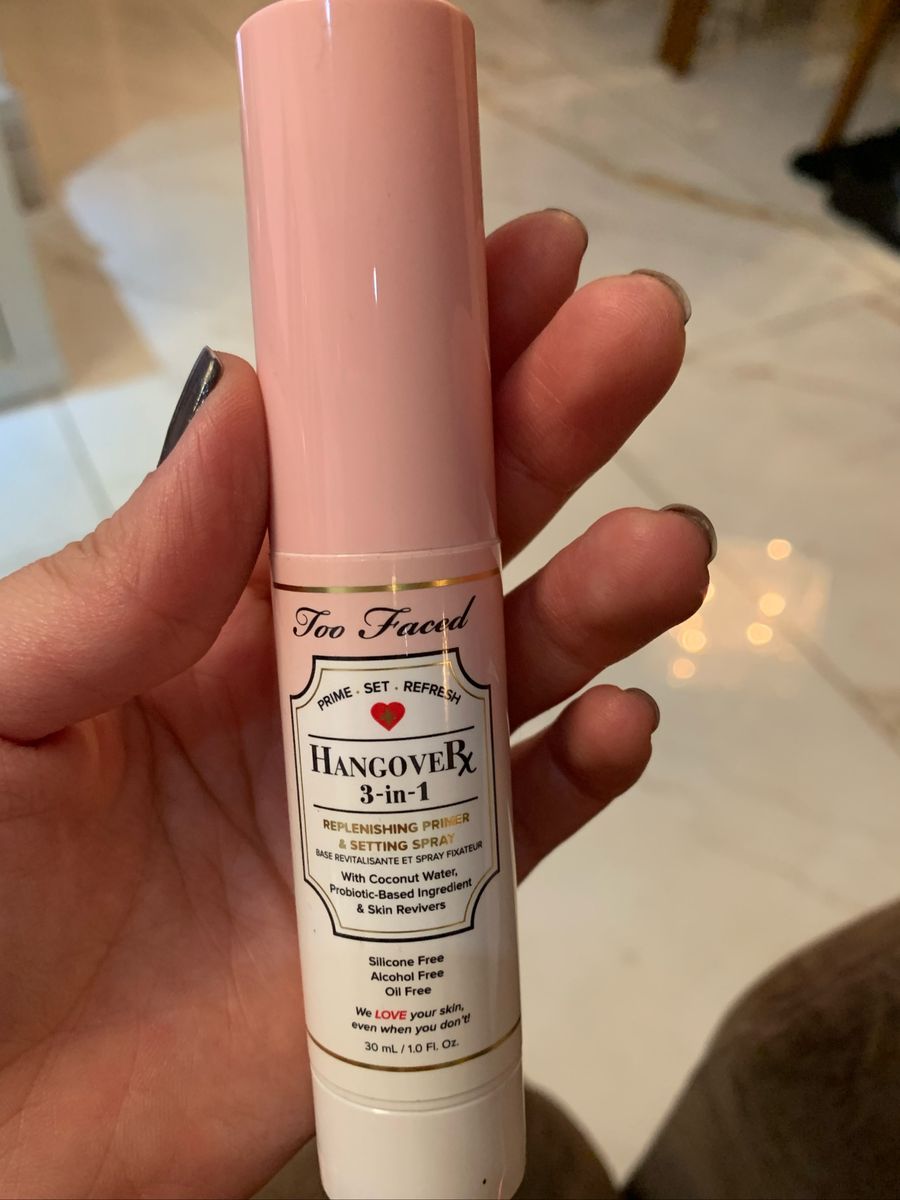 Too Faced
PRIME · SET · REFRESH
HANGOVERX
3-in-1
REPLENISHING PRIMER
& SETTING SPRAY
BASE REVITALISANTE ET SPRAY FIXATEUR
With Coconut Water,
Probiotic-Based Ingredient
& Skin Revivers
Silicone Free
Alcohol Free
Oil Free
We LOVE your skin,
even when you don't!
30 mL / 1.0 Fl. Oz.